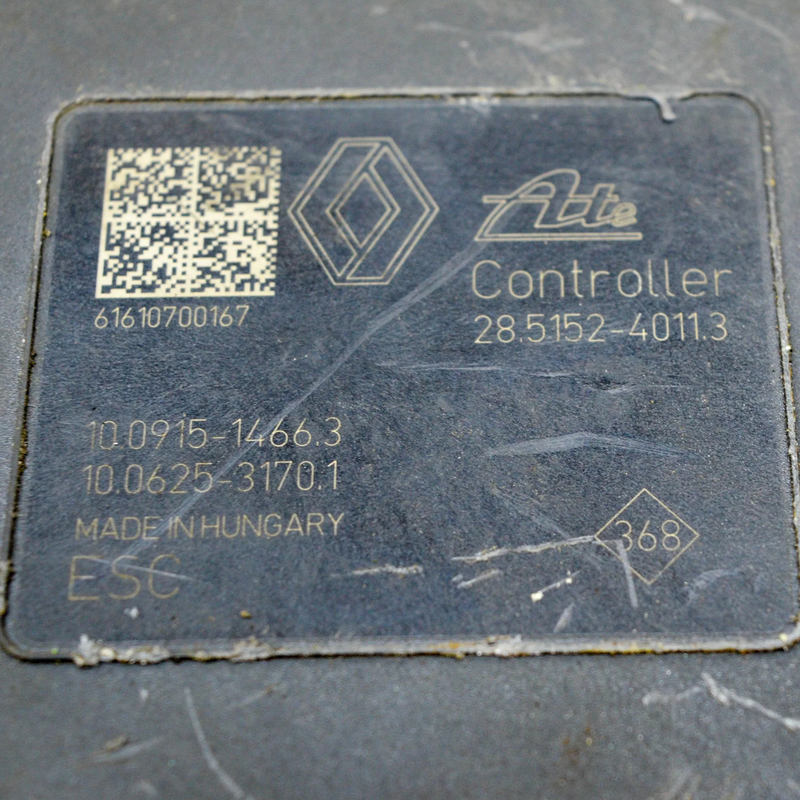 Ate
Controller
61610700167
28.5152-4011.3
10.0915-1466.3
10.0625-3170.1
MADE IN HUNGARY
368
ESC